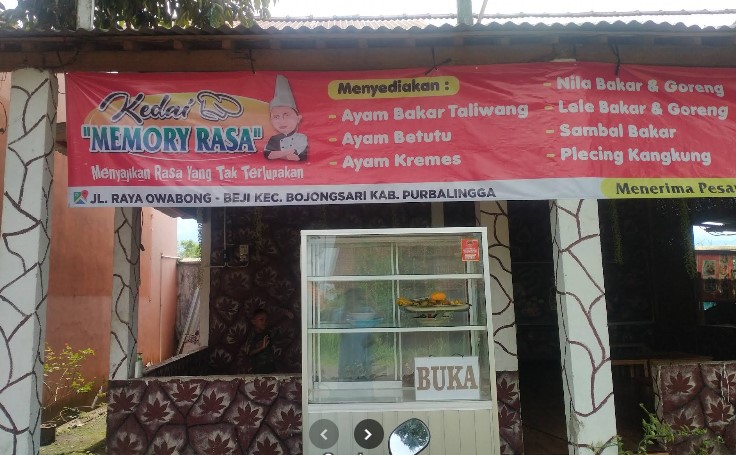 Kedai
"MEMORY RASA"
Menyajikan Rasa Yang Tak Terlupakan
Menyediakan :
- Ayam Bakar Taliwang
- Ayam Betutu
- Ayam Kremes
- Nila Bakar & Goreng
- Lele Bakar & Goreng
- Sambal Bakar
- Plecing Kangkung
JL. RAYA OWABONG - BEJI KEC. BOJONGSARI KAB. PURBALINGGA
Menerima Pesa
BUKA